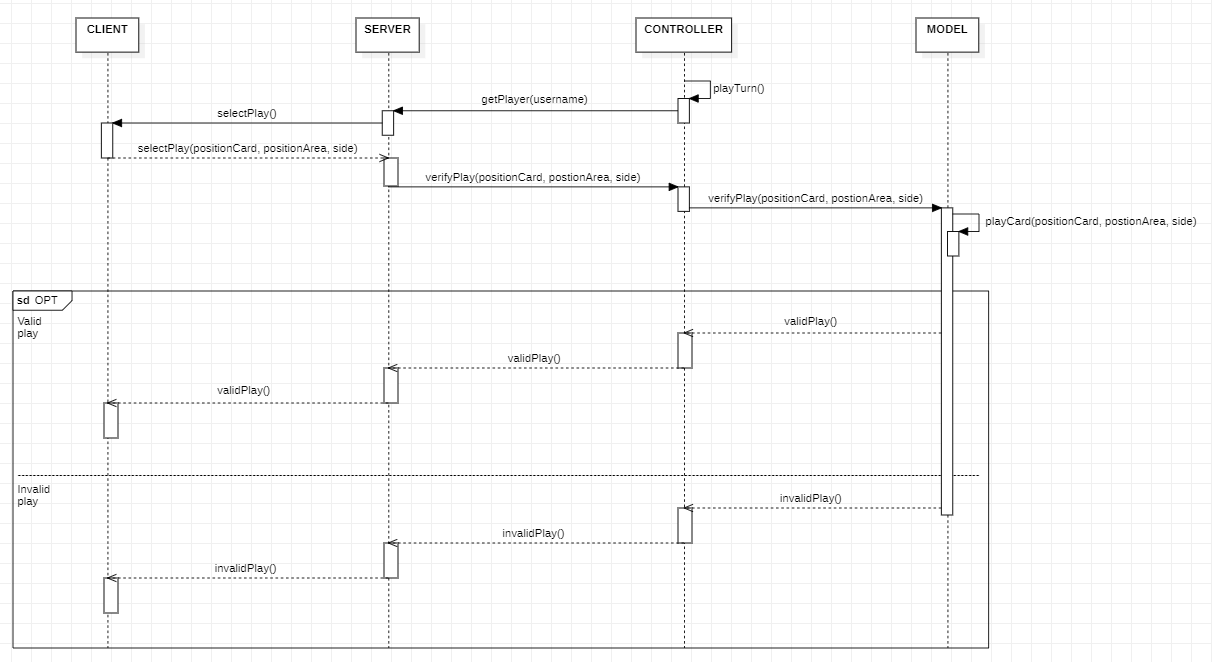 CLIENT
SERVER
CONTROLLER
MODEL
playTurn()
getPlayer(username)
selectPlay()
selectPlay(positionCard, positionArea, side)
verifyPlay(positionCard, postionArea, side)
verifyPlay(positionCard, postionArea, side)
playCard(positionCard, postionArea, side)
sd OPT
Valid
play
validPlay()
validPlay()
validPlay()
Invalid
play
invalidPlay()
invalidPlay()
invalidPlay()